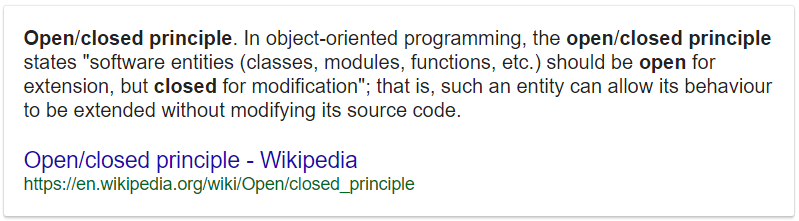 Open/closed principle. In object-oriented programming, the open/closed principle
states "software entities (classes, modules, functions, etc.) should be open for
extension, but closed for modification"; that is, such an entity can allow its behaviour
to be extended without modifying its source code.
Open/closed principle - Wikipedia
https://en.wikipedia.org/wiki/Open/closed_principle